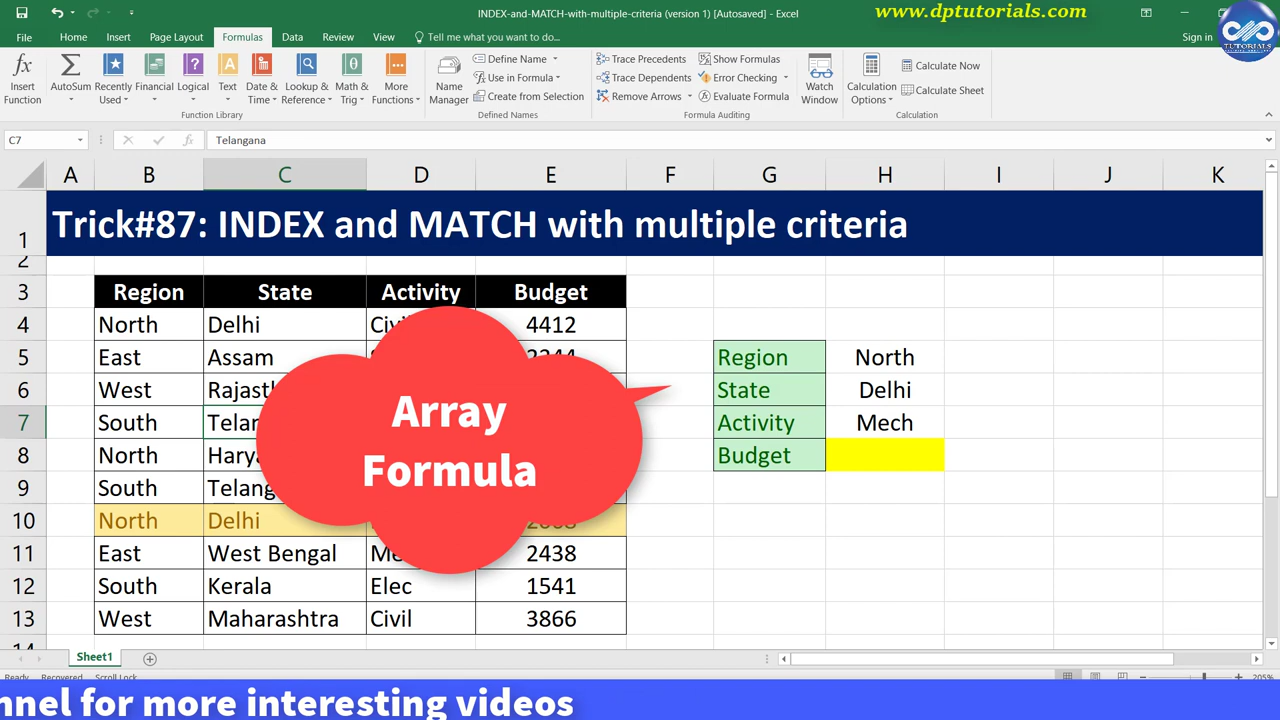 INDEX-and-MATCH-with-multiple-criteria (version 1) [Autosaved] - Excel
www.dptutorials.com
File Home Insert Page Layout Formulas Data Review View Tell me what you want to do... Sign in
TUTORIALS
Insert Function
AutoSum
Recently Used
Financial
Logical
Text
Date & Time
Lookup & Reference
Math & Trig
More Functions
Function Library
Name Manager
Define Name
Use in Formula
Create from Selection
Defined Names
Trace Precedents
Trace Dependents
Remove Arrows
Show Formulas
Error Checking
Evaluate Formula
Formula Auditing
Watch Window
Calculation Options
Calculate Now
Calculate Sheet
Calculation
C7 fx Telangana
A B C D E F G H I J K
1 Trick#87: INDEX and MATCH with multiple criteria
2
3 Region State Activity Budget
4 North Delhi 4412
5 East Assam Region North
6 West State Delhi
7 South Activity Mech
8 North Budget
9 South
10 North Delhi
11 East West Bengal 2438
12 South Kerala Elec 1541
13 West Maharashtra Civil 3866
Array
Formula
Sheet1
Ready Recovered Scroll Lock 205%
nnel for more interesting videos